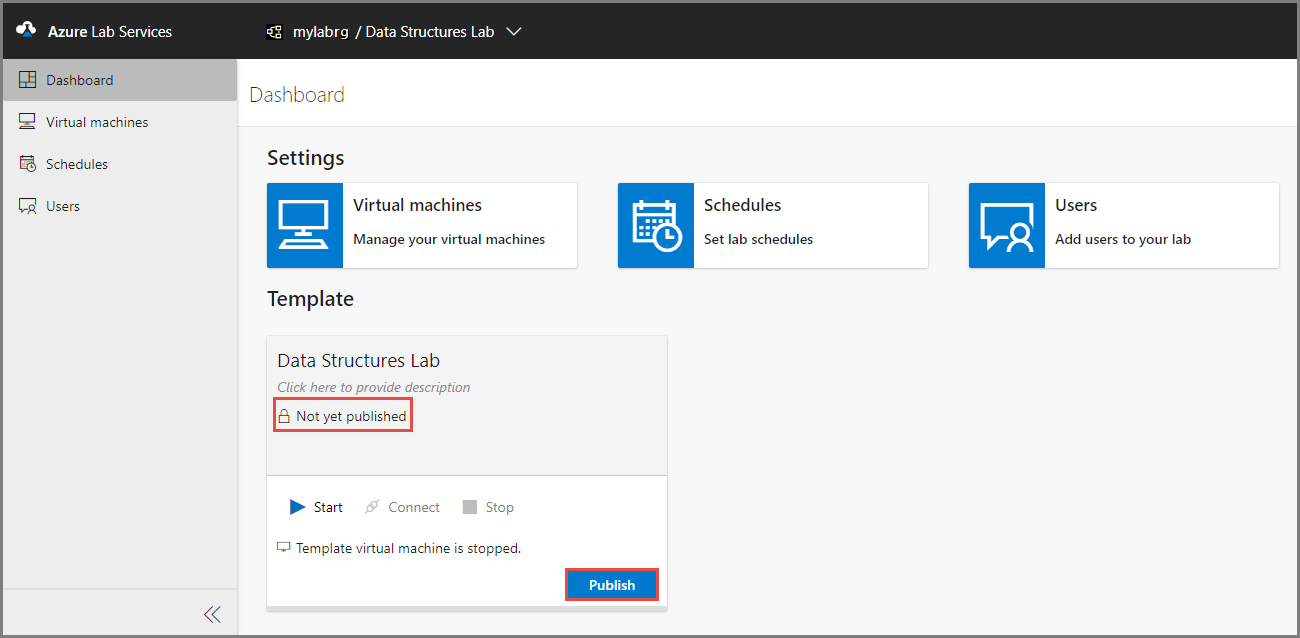 Azure Lab Services
mylabrg / Data Structures Lab
Dashboard
Virtual machines
Schedules
Users
Dashboard
Settings
Virtual machines
Manage your virtual machines
Schedules
Set lab schedules
Users
Add users to your lab
Template
Data Structures Lab
Click here to provide description
Not yet published
Start Connect Stop
Template virtual machine is stopped.
Publish